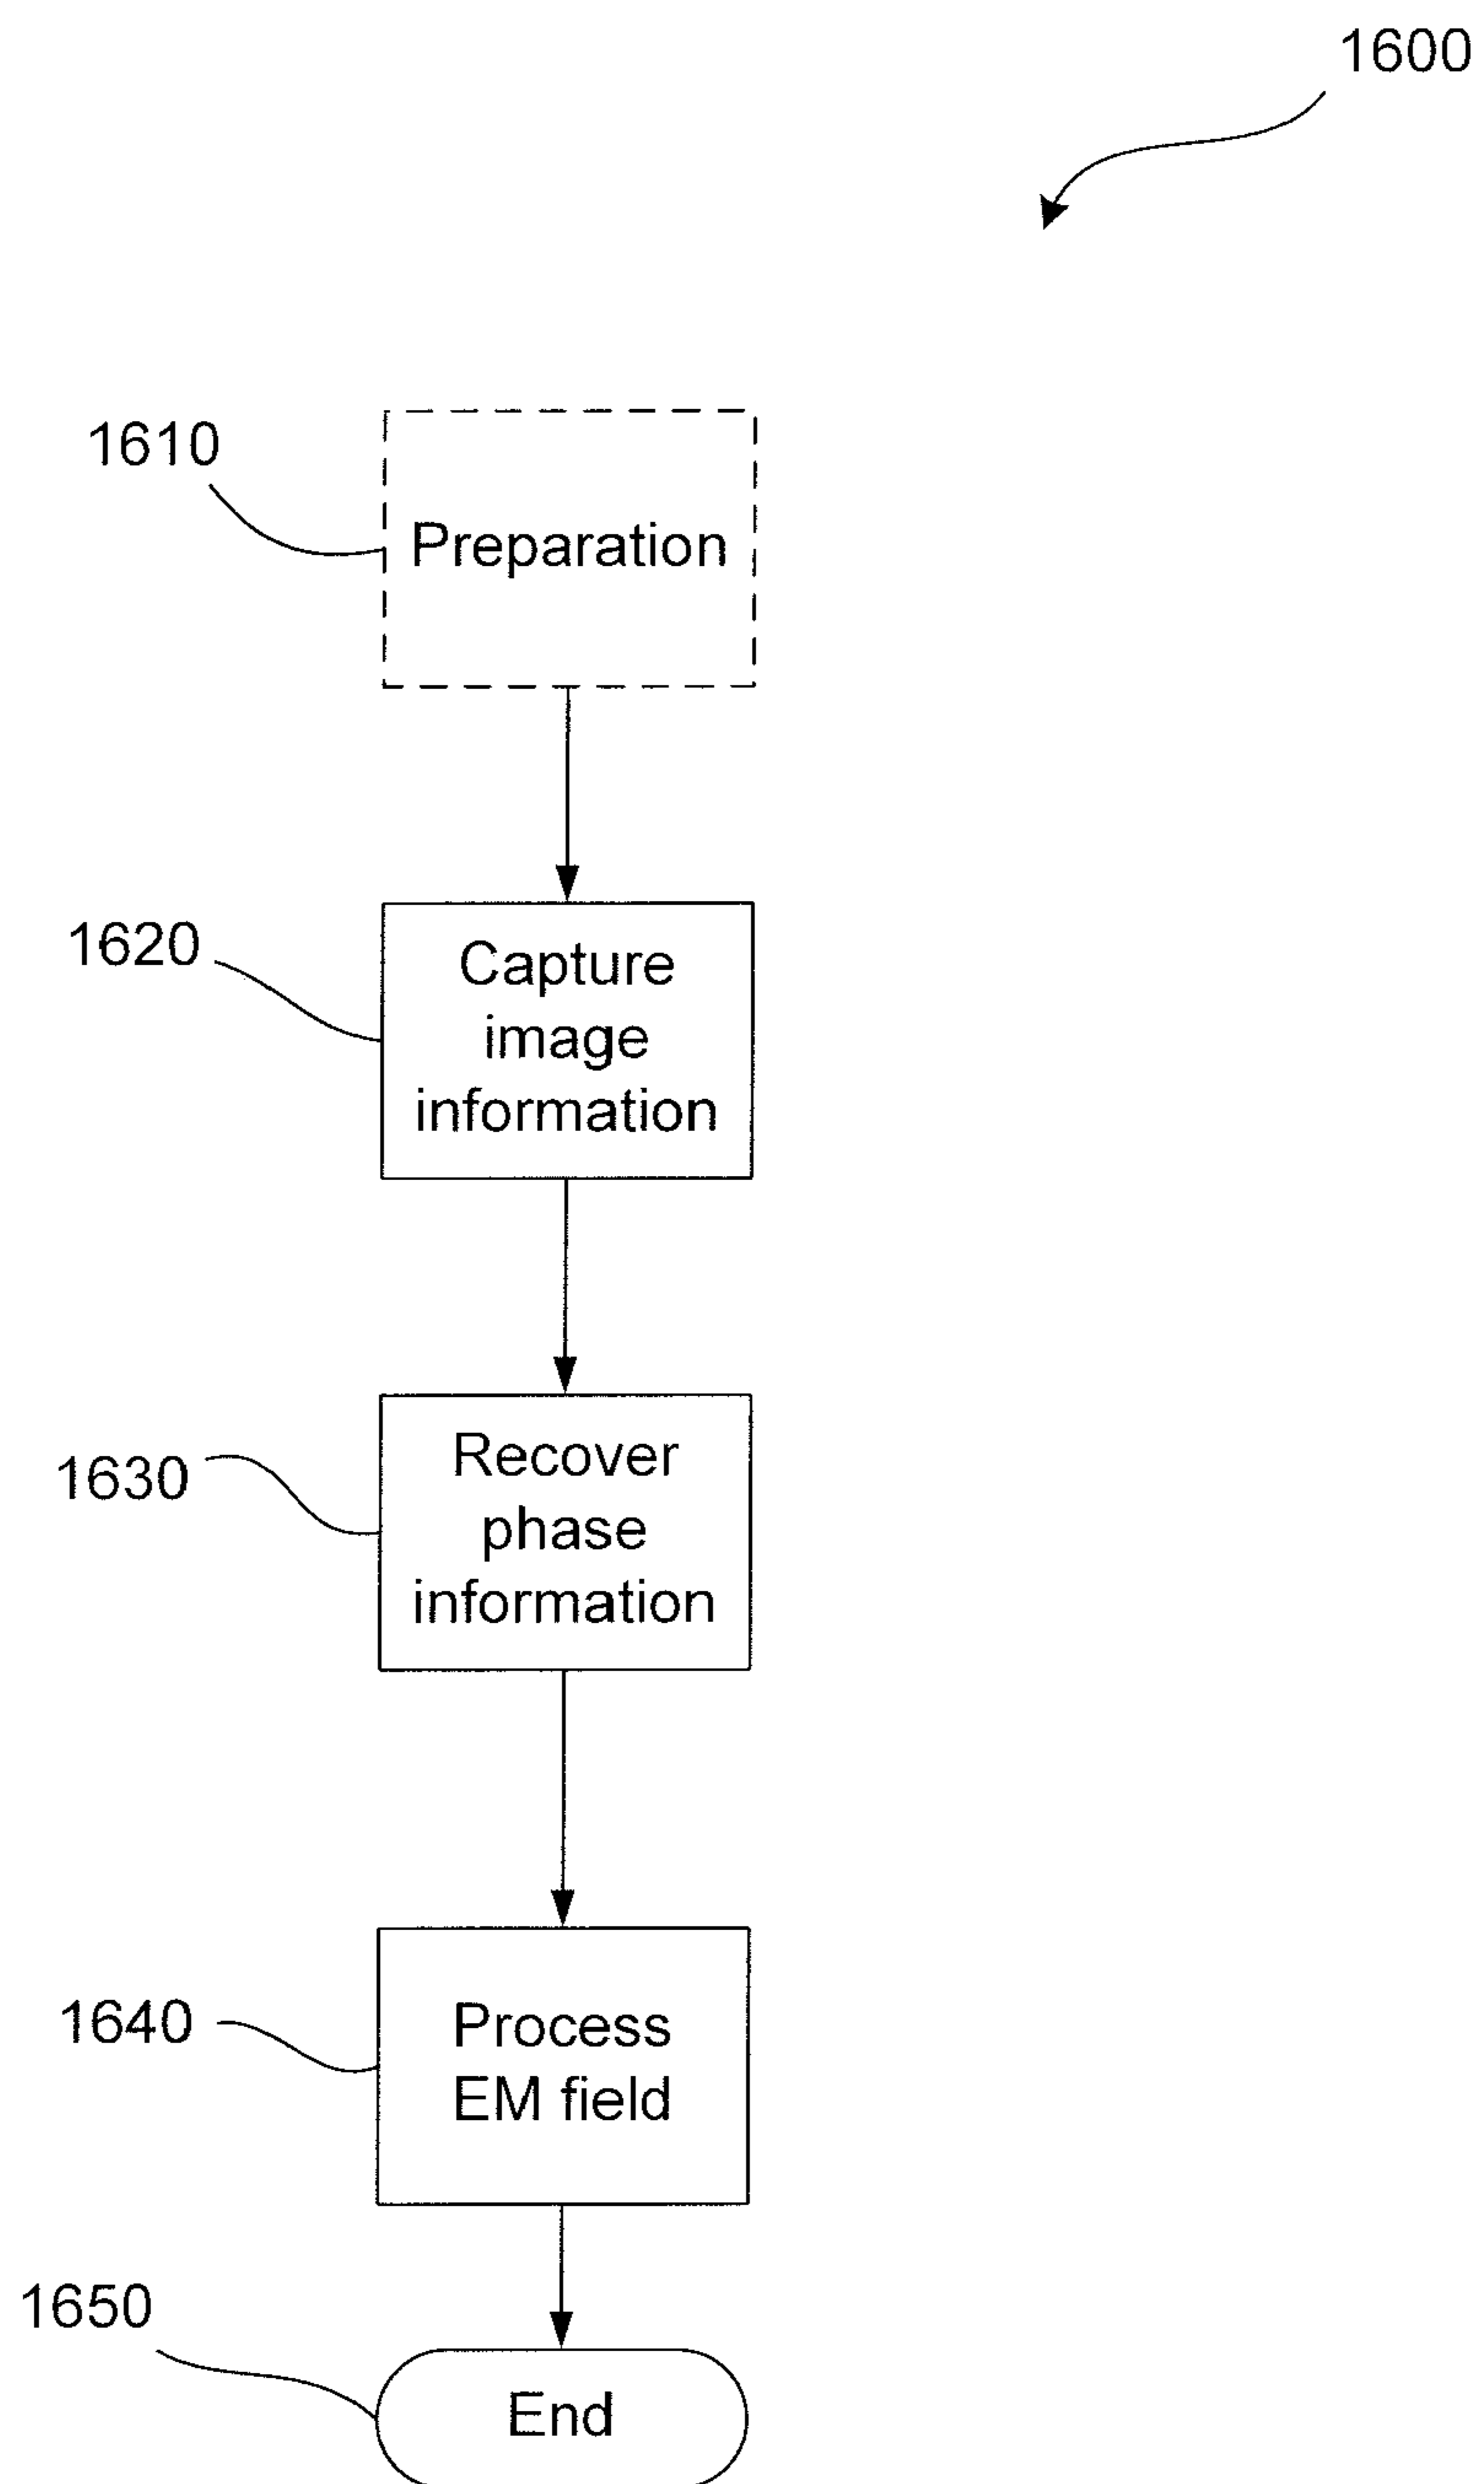 1600
1610
Preparation
1620
Capture
image
information
1630
Recover
phase
information
1640
Process
EM field
1650
End